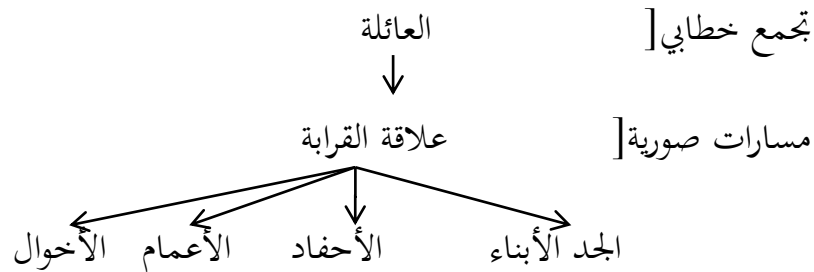 تجمع خطابي[ العائلة
مسارات صورية[ علاقة القرابة
الجد الأبناء الأحفاد الأعمام الأخوال